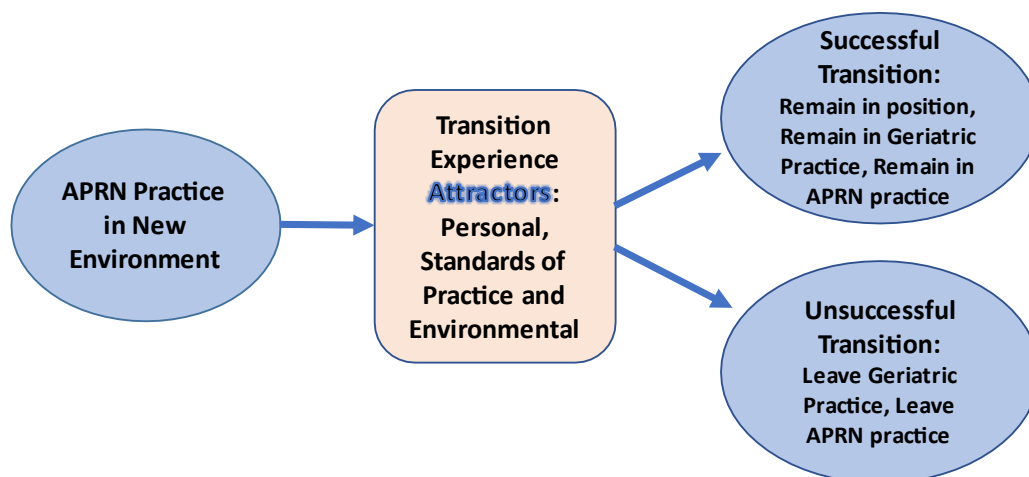 APRN Practice
in New
Environment
Transition
Experience
Attractors:
Personal,
Standards of
Practice and
Environmental
Successful
Transition:
Remain in position,
Remain in Geriatric
Practice, Remain in
APRN practice
Unsuccessful
Transition:
Leave Geriatric
Practice, Leave
APRN practice